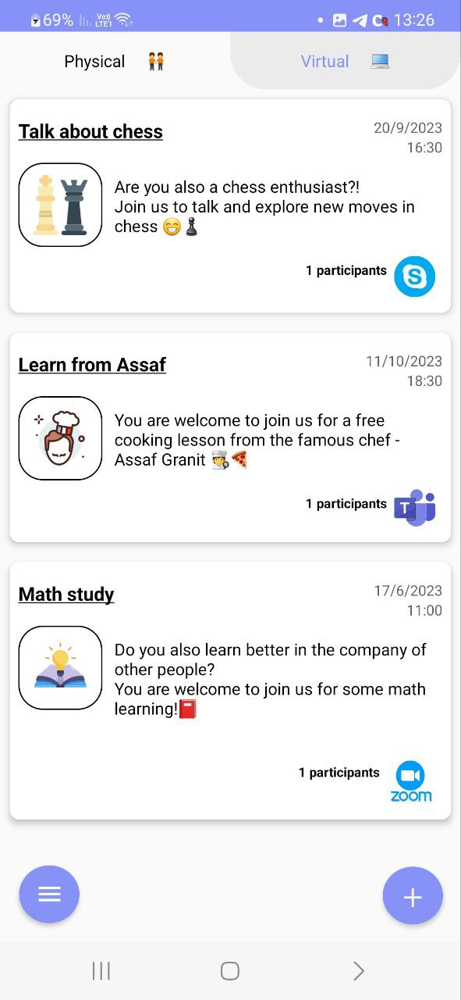 69% Vo)) LTE1 13:26
Physical Virtual
Talk about chess 20/9/2023
16:30
Are you also a chess enthusiast?!
Join us to talk and explore new moves in
chess
1 participants
Learn from Assaf 11/10/2023
18:30
You are welcome to join us for a free
cooking lesson from the famous chef -
Assaf Granit
1 participants T
Math study 17/6/2023
11:00
Do you also learn better in the company of
other people?
You are welcome to join us for some math
learning!
1 participants
zoom